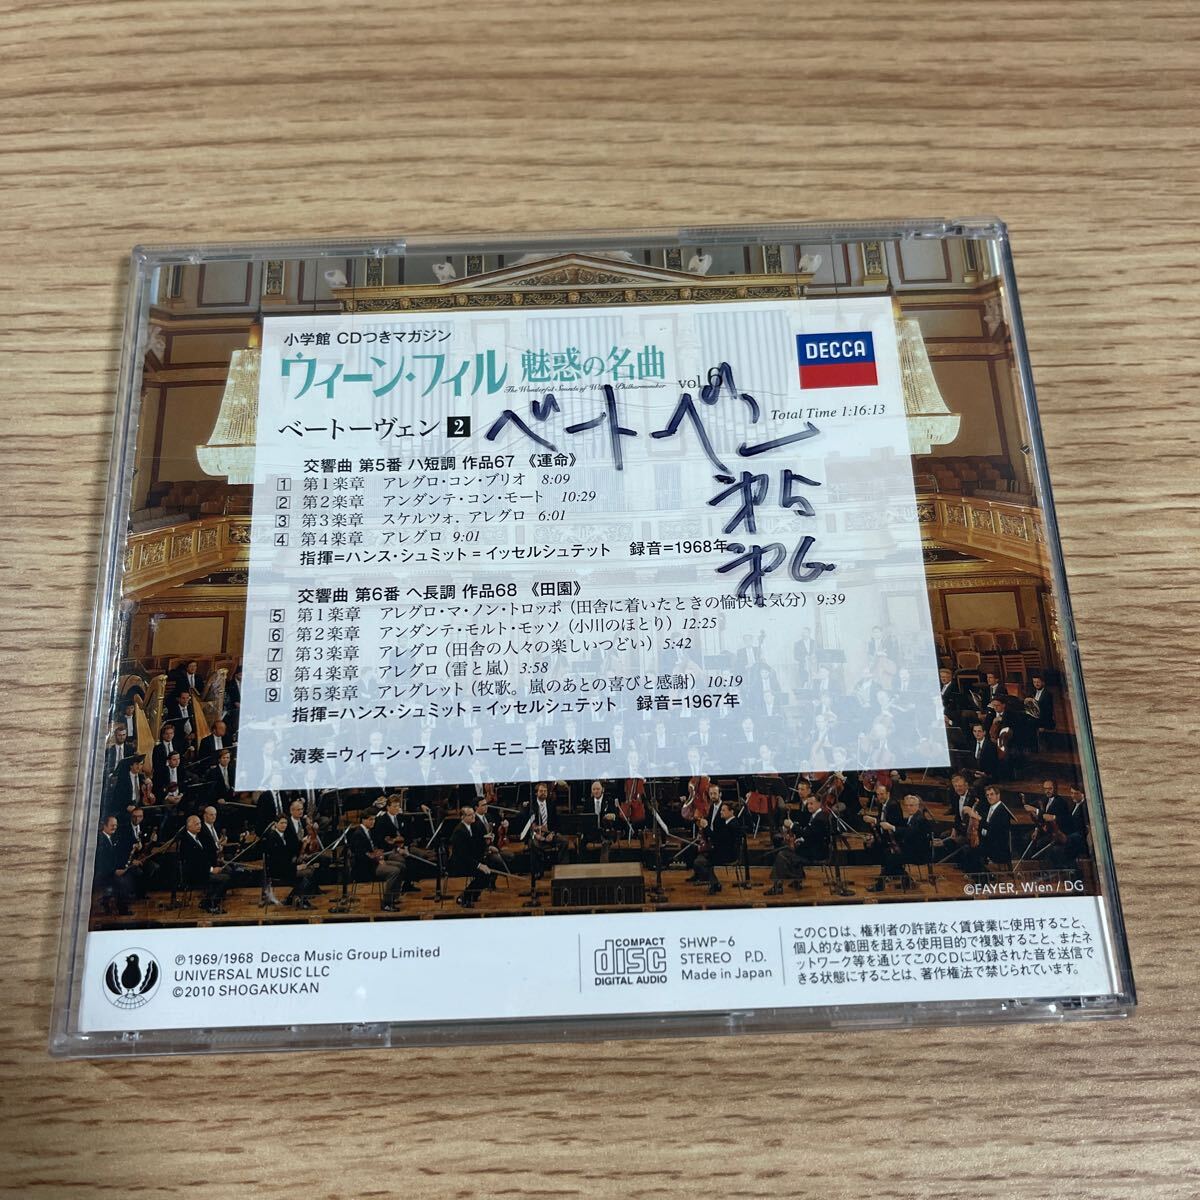 小学館 CDつきマガジン
ウィーン・フィル 魅惑の名曲 vol.6
The Wonderful Sounds of Wiener Philharmoniker
DECCA
Total Time 1:16:13
ベートーヴェン 2
ベートベン
第5
第6
交響曲 第5番 ハ短調 作品67 《運命》
1 第1楽章 アレグロ・コン・ブリオ 8:09
2 第2楽章 アンダンテ・コン・モート 10:29
3 第3楽章 スケルツォ. アレグロ 6:01
4 第4楽章 アレグロ 9:01
指揮=ハンス・シュミット=イッセルシュテット 録音=1968年
交響曲 第6番 ヘ長調 作品68 《田園》
5 第1楽章 アレグロ・マ・ノン・トロッポ (田舎に着いたときの愉快な気分) 9:39
6 第2楽章 アンダンテ・モルト・モッソ (小川のほとり) 12:25
7 第3楽章 アレグロ (田舎の人々の楽しいつどい) 5:42
8 第4楽章 アレグロ (雷と嵐) 3:58
9 第5楽章 アレグレット (牧歌。嵐のあとの喜びと感謝) 10:19
指揮=ハンス・シュミット=イッセルシュテット 録音=1967年
演奏=ウィーン・フィルハーモニー管弦楽団
©FAYER, Wien / DG
℗1969/1968 Decca Music Group Limited
UNIVERSAL MUSIC LLC
©2010 SHOGAKUKAN
COMPACT
disc
DIGITAL AUDIO
SHWP-6
STEREO P.D.
Made in Japan
このCDは、権利者の許諾なく賃貸業に使用すること、
個人的な範囲を超える使用目的で複製すること、またネ
ットワーク等を通じてこのCDに収録された音を送信で
きる状態にすることは、著作権法で禁じられています。